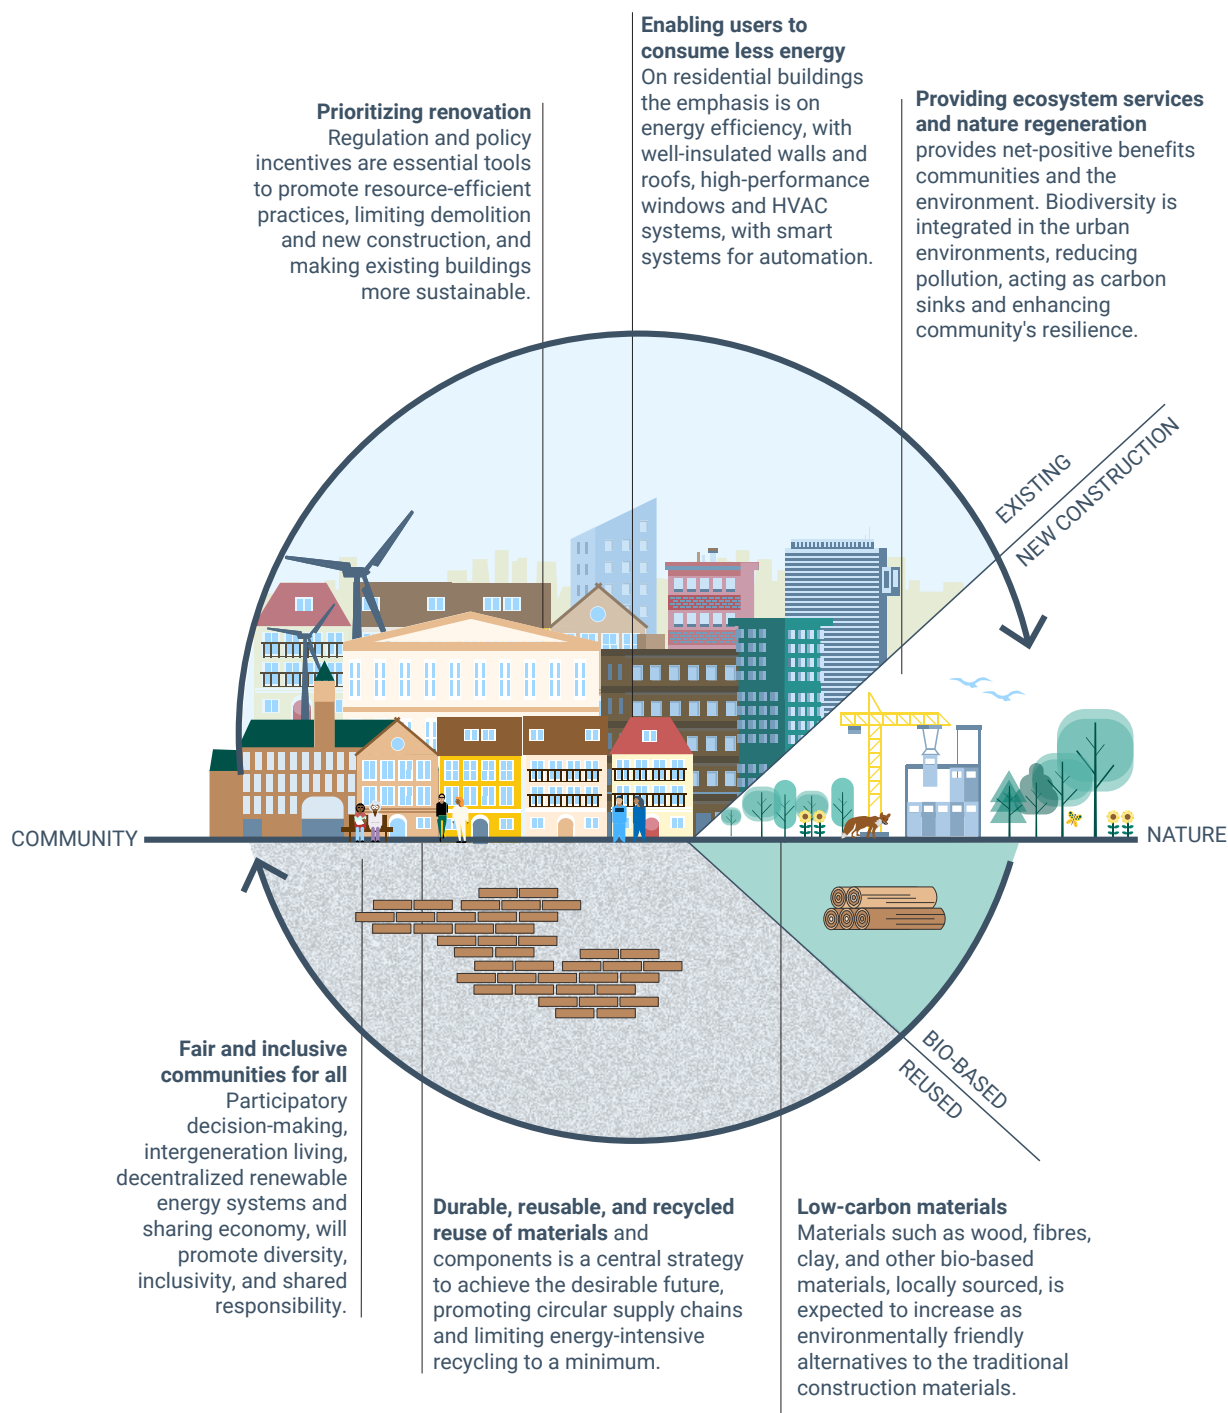 Enabling users to
consume less energy
On residential buildings
the emphasis is on
energy efficiency, with
well-insulated walls and
roofs, high-performance
windows and HVAC
systems, with smart
systems for automation.
Prioritizing renovation
Regulation and policy
incentives are essential tools
to promote resource-efficient
practices, limiting demolition
and new construction, and
making existing buildings
more sustainable.
Providing ecosystem services
and nature regeneration
provides net-positive benefits
communities and the
environment. Biodiversity is
integrated in the urban
environments, reducing
pollution, acting as carbon
sinks and enhancing
community's resilience.
EXISTING
NEW CONSTRUCTION
COMMUNITY
NATURE
BIO-BASED
REUSED
Fair and inclusive
communities for all
Participatory
decision-making,
intergeneration living,
decentralized renewable
energy systems and
sharing economy, will
promote diversity,
inclusivity, and shared
responsibility.
Durable, reusable, and recycled
reuse of materials and
components is a central strategy
to achieve the desirable future,
promoting circular supply chains
and limiting energy-intensive
recycling to a minimum.
Low-carbon materials
Materials such as wood, fibres,
clay, and other bio-based
materials, locally sourced, is
expected to increase as
environmentally friendly
alternatives to the traditional
construction materials.